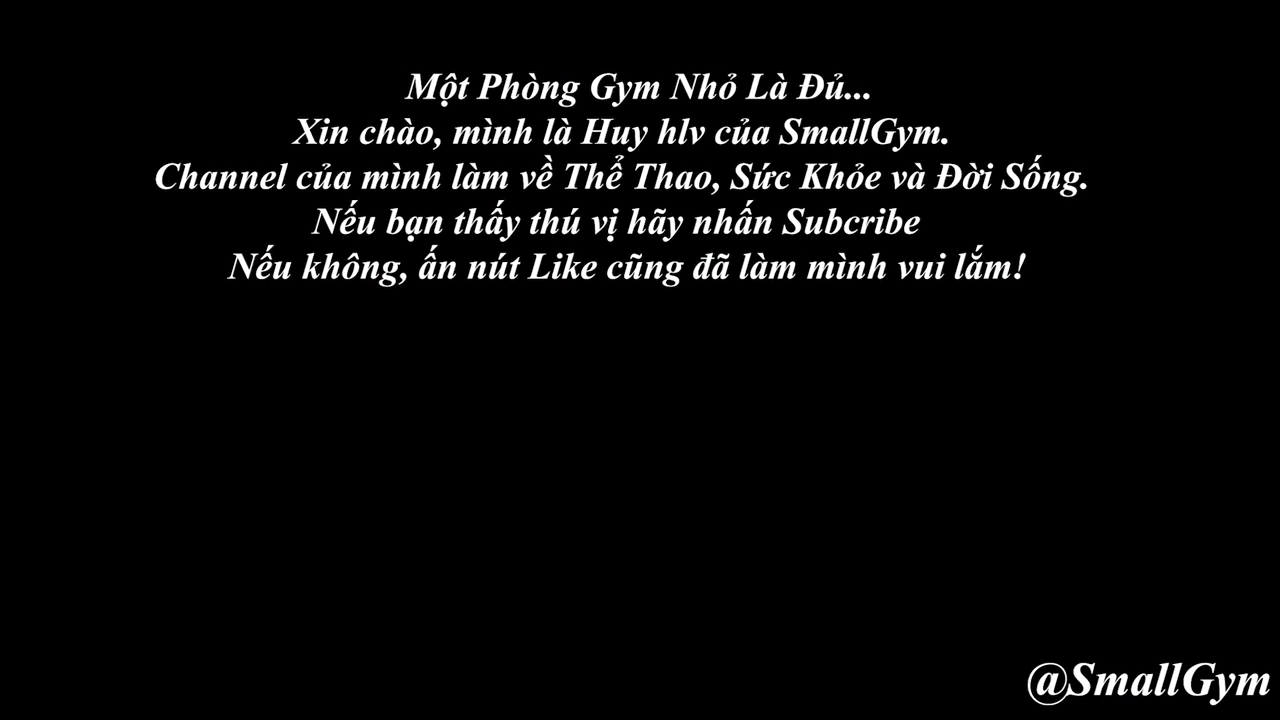 Một Phòng Gym Nhỏ Là Đủ...
Xin chào, mình là Huy hlv của SmallGym.
Channel của mình làm về Thể Thao, Sức Khỏe và Đời Sống.
Nếu bạn thấy thú vị hãy nhấn Subcribe
Nếu không, ấn nút Like cũng đã làm mình vui lắm!
@SmallGym